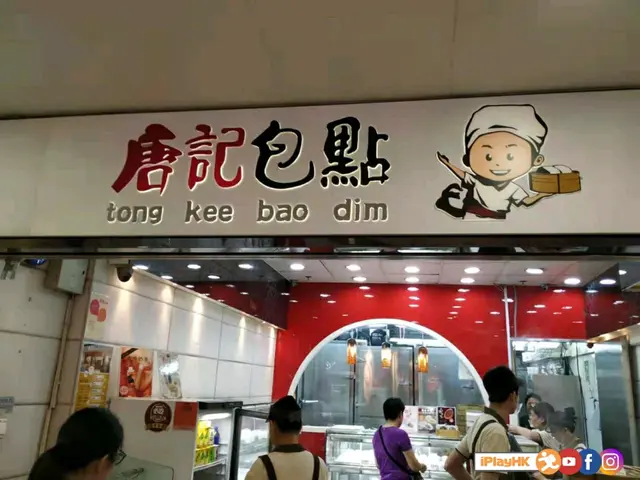 唐記包點
tong kee bao dim
iPlayHK